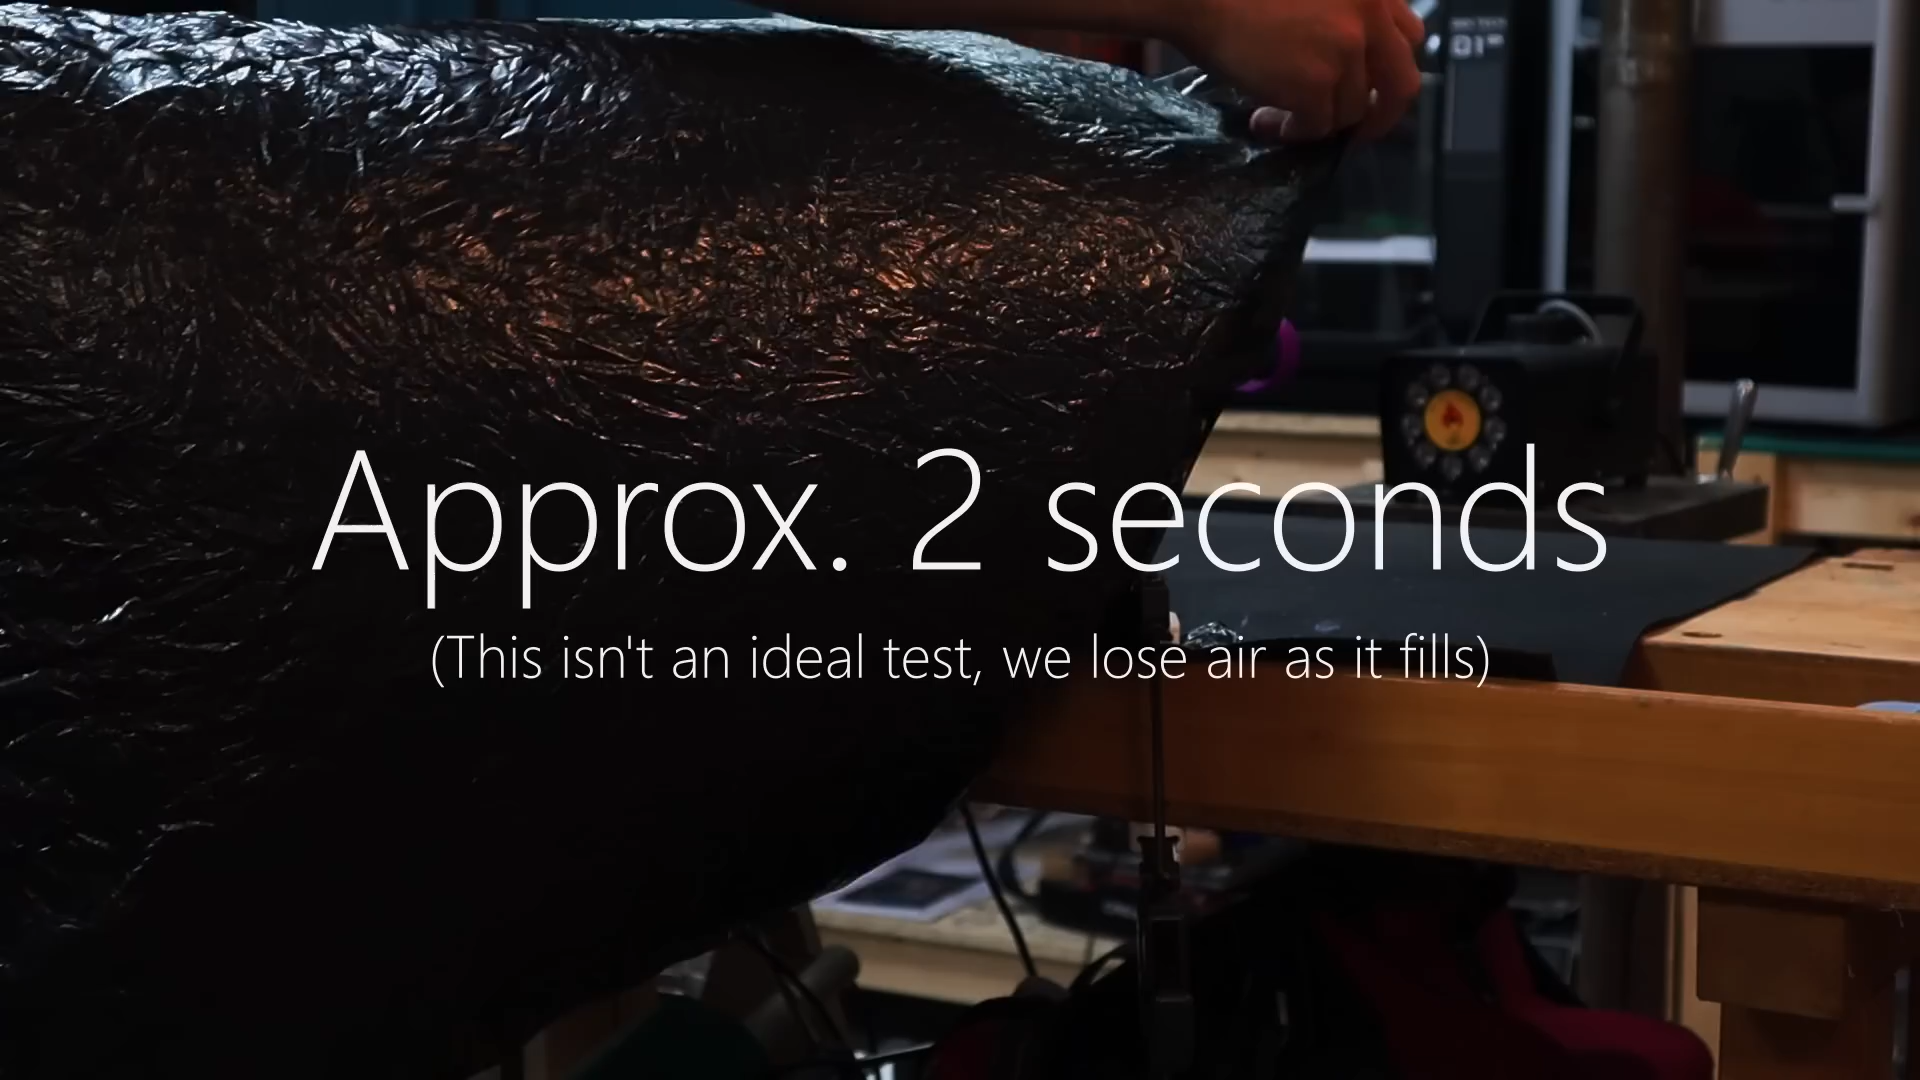 Approx. 2 seconds
(This isn't an ideal test, we lose air as it fills)